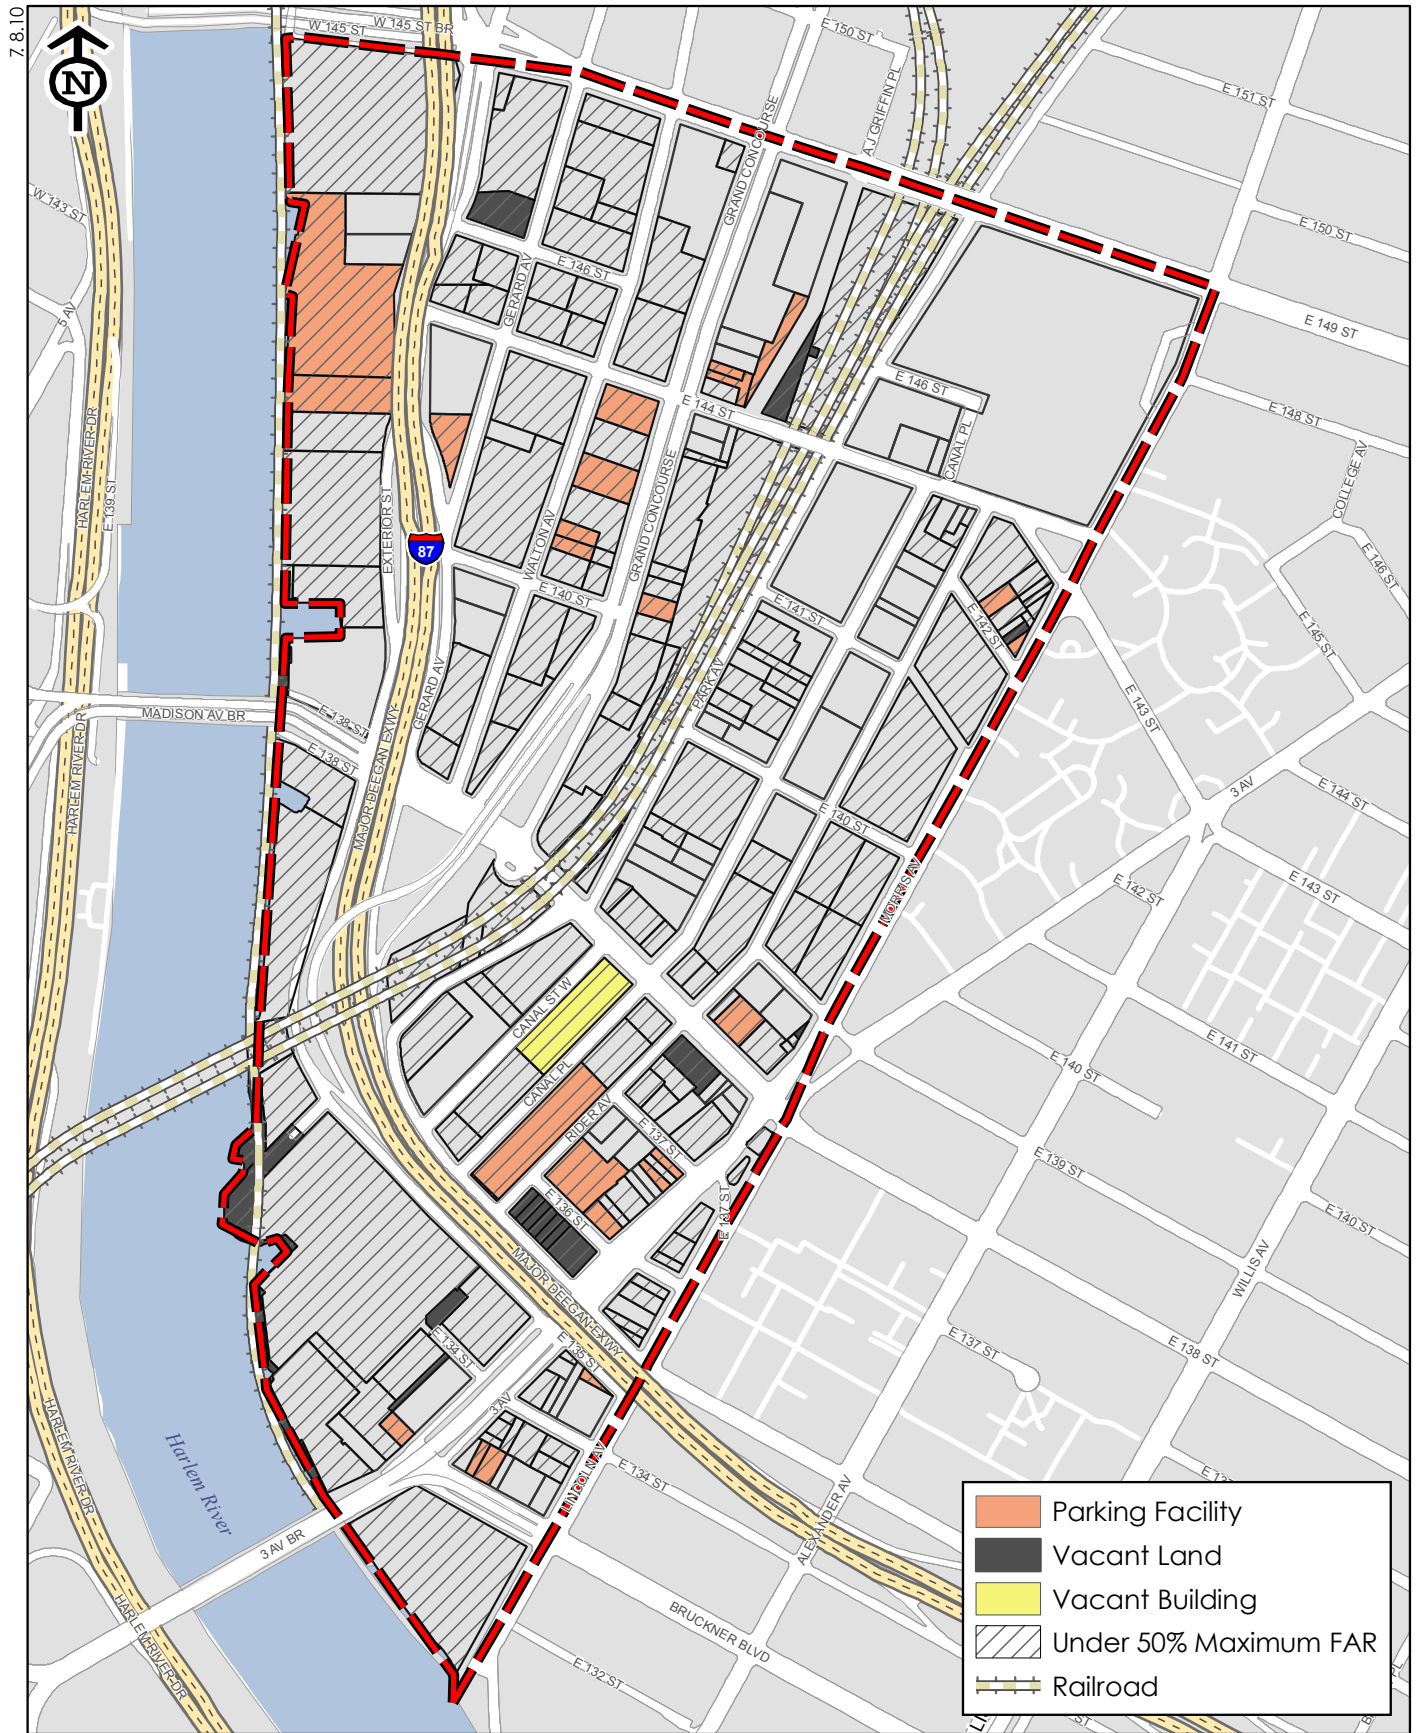 7.8.10
N
W 145 ST
W 145 ST BR
E 150 ST
A J GRIFFIN PL
E 151 ST
GRAND CONCOURSE
W 143 ST
E 150 ST
5 AV
GERARD AV
E 146 ST
E 149 ST
E 146 ST
E 148 ST
E 144 ST
CANAL PL
COLLEGE AV
HARLEM RIVER DR
E 139 ST
EXTERIOR ST
87
WALTON AV
GRAND CONCOURSE
E 140 ST
E 141 ST
E 142 ST
E 146 ST
E 145 ST
PARK AV
GERARD AV
E 143 ST
MADISON AV BR
E 138 ST
E 138 ST
HARLEM RIVER DR
MAJOR DEEGAN EXWY
E 140 ST
3 AV
E 144 ST
MORRIS AV
E 142 ST
E 143 ST
CANAL ST W
CANAL PL
RIDER AV
E 137 ST
E 140 ST
E 141 ST
E 139 ST
E 136 ST
E 137 ST
E 140 ST
WILLIS AV
MAJOR DEEGAN EXWY
E 134 ST
E 135 ST
E 137 ST
E 138 ST
3 AV
HARLEM RIVER DR
Harlem River
LINCOLN AV
E 134 ST
ALEXANDER AV
3 AV BR
HARLEM RIVER DR
BRUCKNER BLVD
E 132 ST
Parking Facility
Vacant Land
Vacant Building
Under 50% Maximum FAR
Railroad